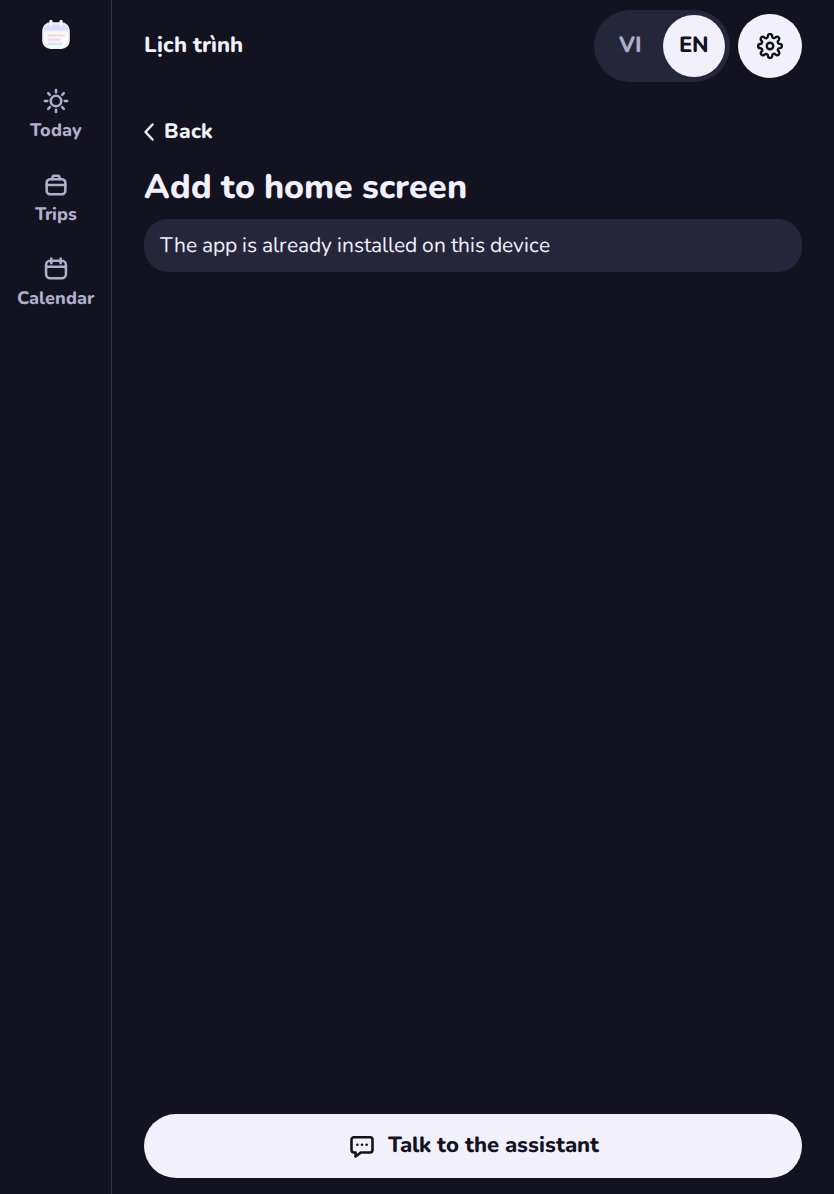 Lịch trình
VI
EN
Today
Trips
Calendar
Back
Add to home screen
The app is already installed on this device
Talk to the assistant